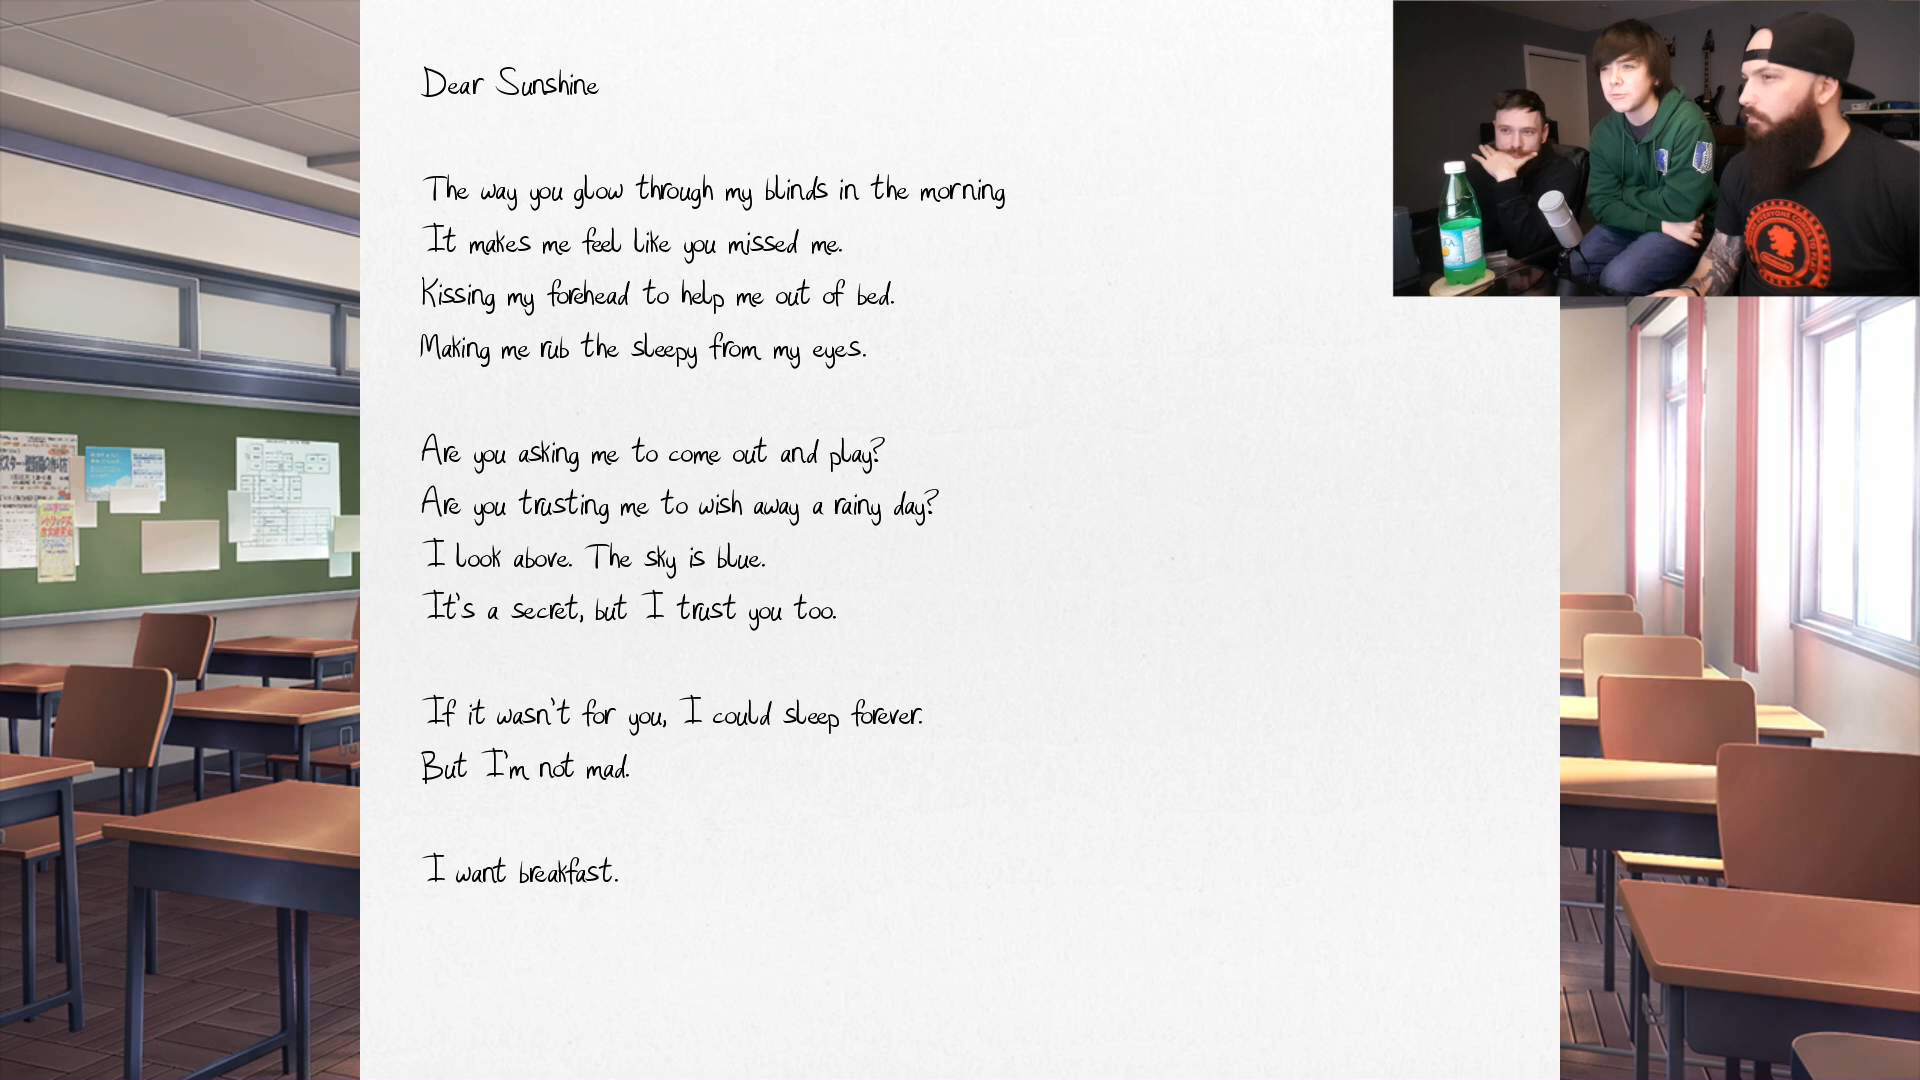 Dear Sunshine
The way you glow through my blinds in the morning
It makes me feel like you missed me.
Kissing my forehead to help me out of bed.
Making me rub the sleepy from my eyes.
Are you asking me to come out and play?
Are you trusting me to wish away a rainy day?
I look above. The sky is blue.
It's a secret, but I trust you too.
If it wasn't for you, I could sleep forever.
But I'm not mad.
I want breakfast.